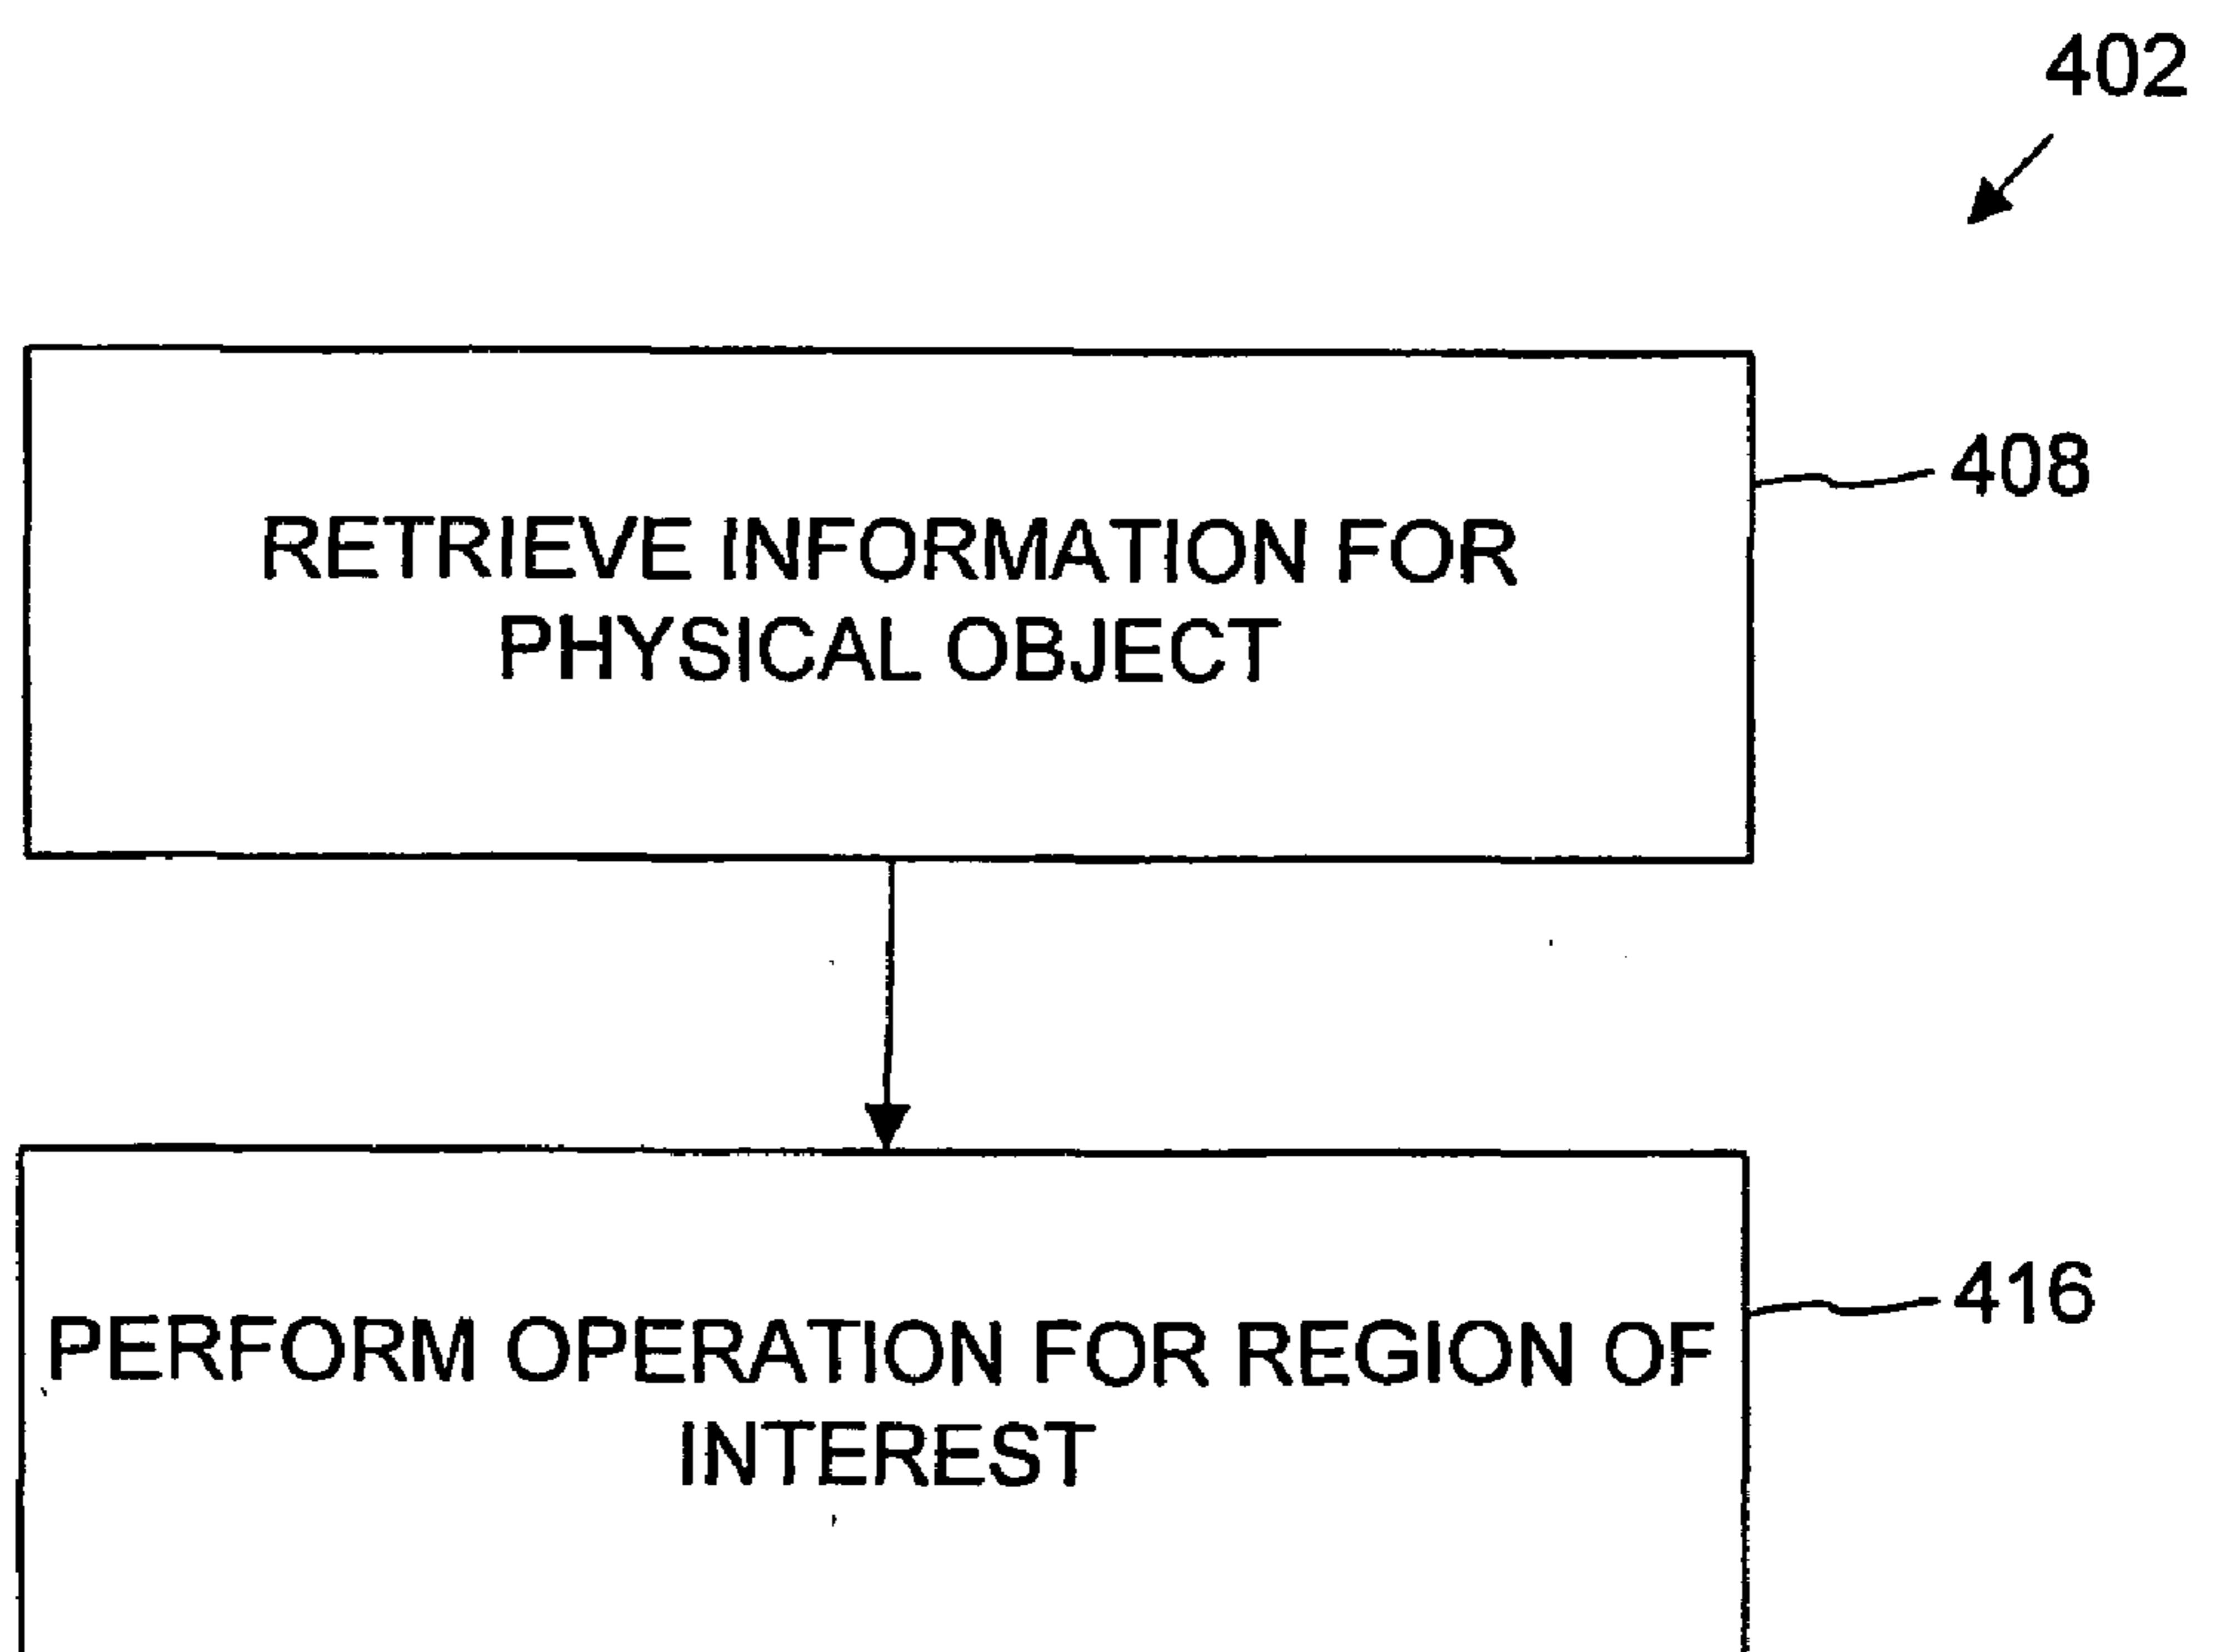 402
408
RETRIEVE INFORMATION FOR
PHYSICAL OBJECT
416
PERFORM OPERATION FOR REGION OF
INTEREST